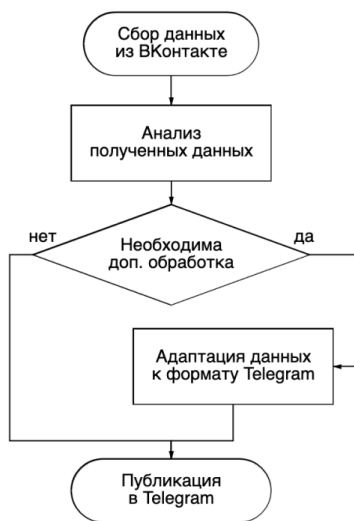 Сбор данных
из ВКонтакте
Анализ
полученных данных
нет
да
Необходима
доп. обработка
Адаптация данных
к формату Telegram
Публикация
в Telegram